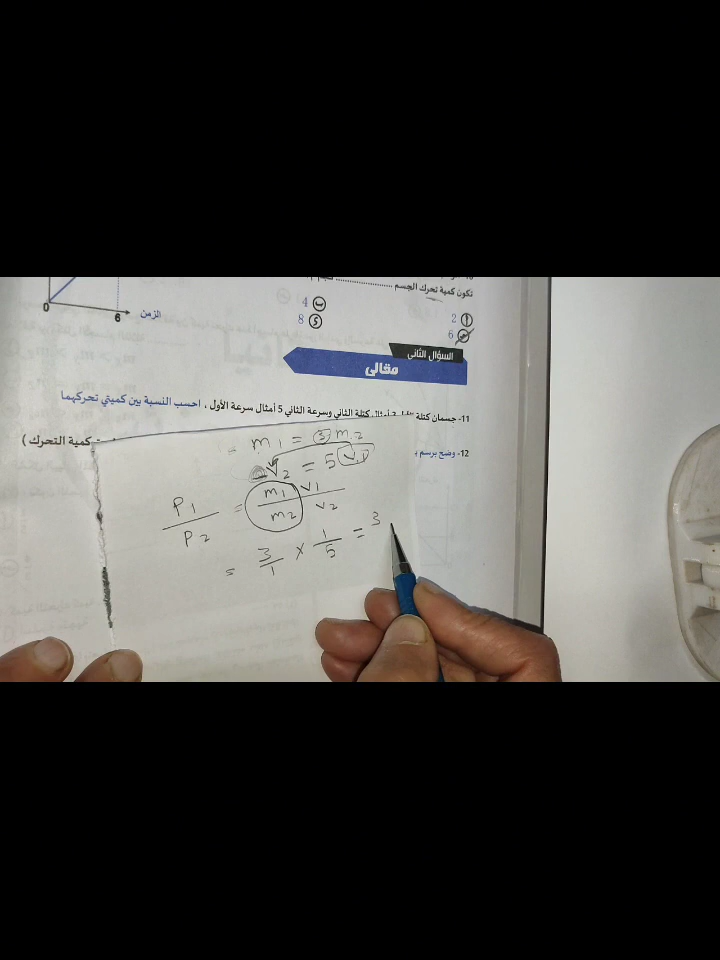 تكون كمية تحرك الجسم ....................
أ 2 ب 4
6 د 8
0 6 الزمن
السؤال الثانى
مقالى
11- جسمان كتلة كتلة الثاني وسرعة الثاني 5 أمثال سرعة الأول ، احسب النسبة بين كميتي تحركهما
12- وضح برسم كمية التحرك )
m1 = 3 m2
V2 = 5 V1
P1/P2 = m1 V1 / m2 V2
= 3/1 × 1/5 = 3